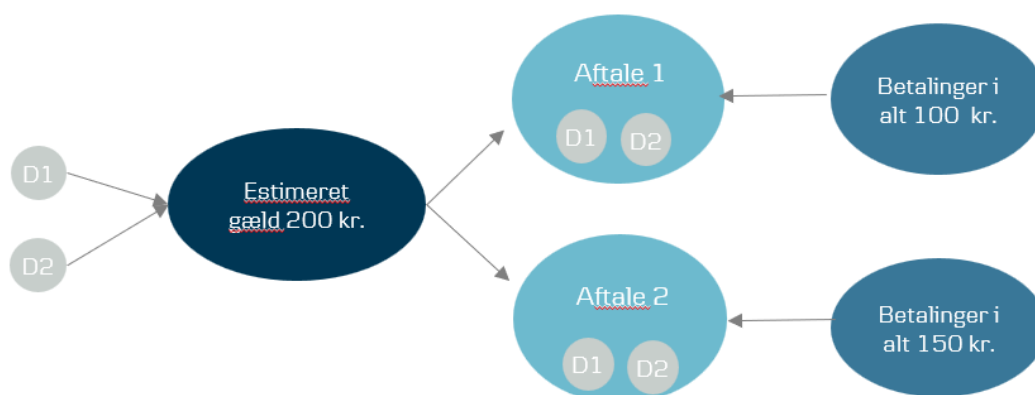 D1
D2
Estimeret
gæld 200 kr.
Aftale 1
D1 D2
Aftale 2
D1 D2
Betalinger i
alt 100 kr.
Betalinger i
alt 150 kr.